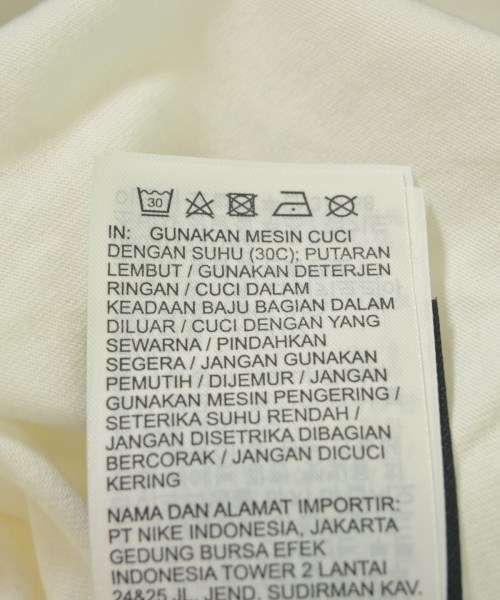 30
IN: GUNAKAN MESIN CUCI
DENGAN SUHU (30C); PUTARAN
LEMBUT / GUNAKAN DETERJEN
RINGAN / CUCI DALAM
KEADAAN BAJU BAGIAN DALAM
DILUAR / CUCI DENGAN YANG
SEWARNA / PINDAHKAN
SEGERA / JANGAN GUNAKAN
PEMUTIH / DIJEMUR / JANGAN
GUNAKAN MESIN PENGERING /
SETERIKA SUHU RENDAH /
JANGAN DISETRIKA DIBAGIAN
BERCORAK / JANGAN DICUCI
KERING
NAMA DAN ALAMAT IMPORTIR:
PT NIKE INDONESIA, JAKARTA
GEDUNG BURSA EFEK
INDONESIA TOWER 2 LANTAI
24&25 JL. JEND. SUDIRMAN KAV.